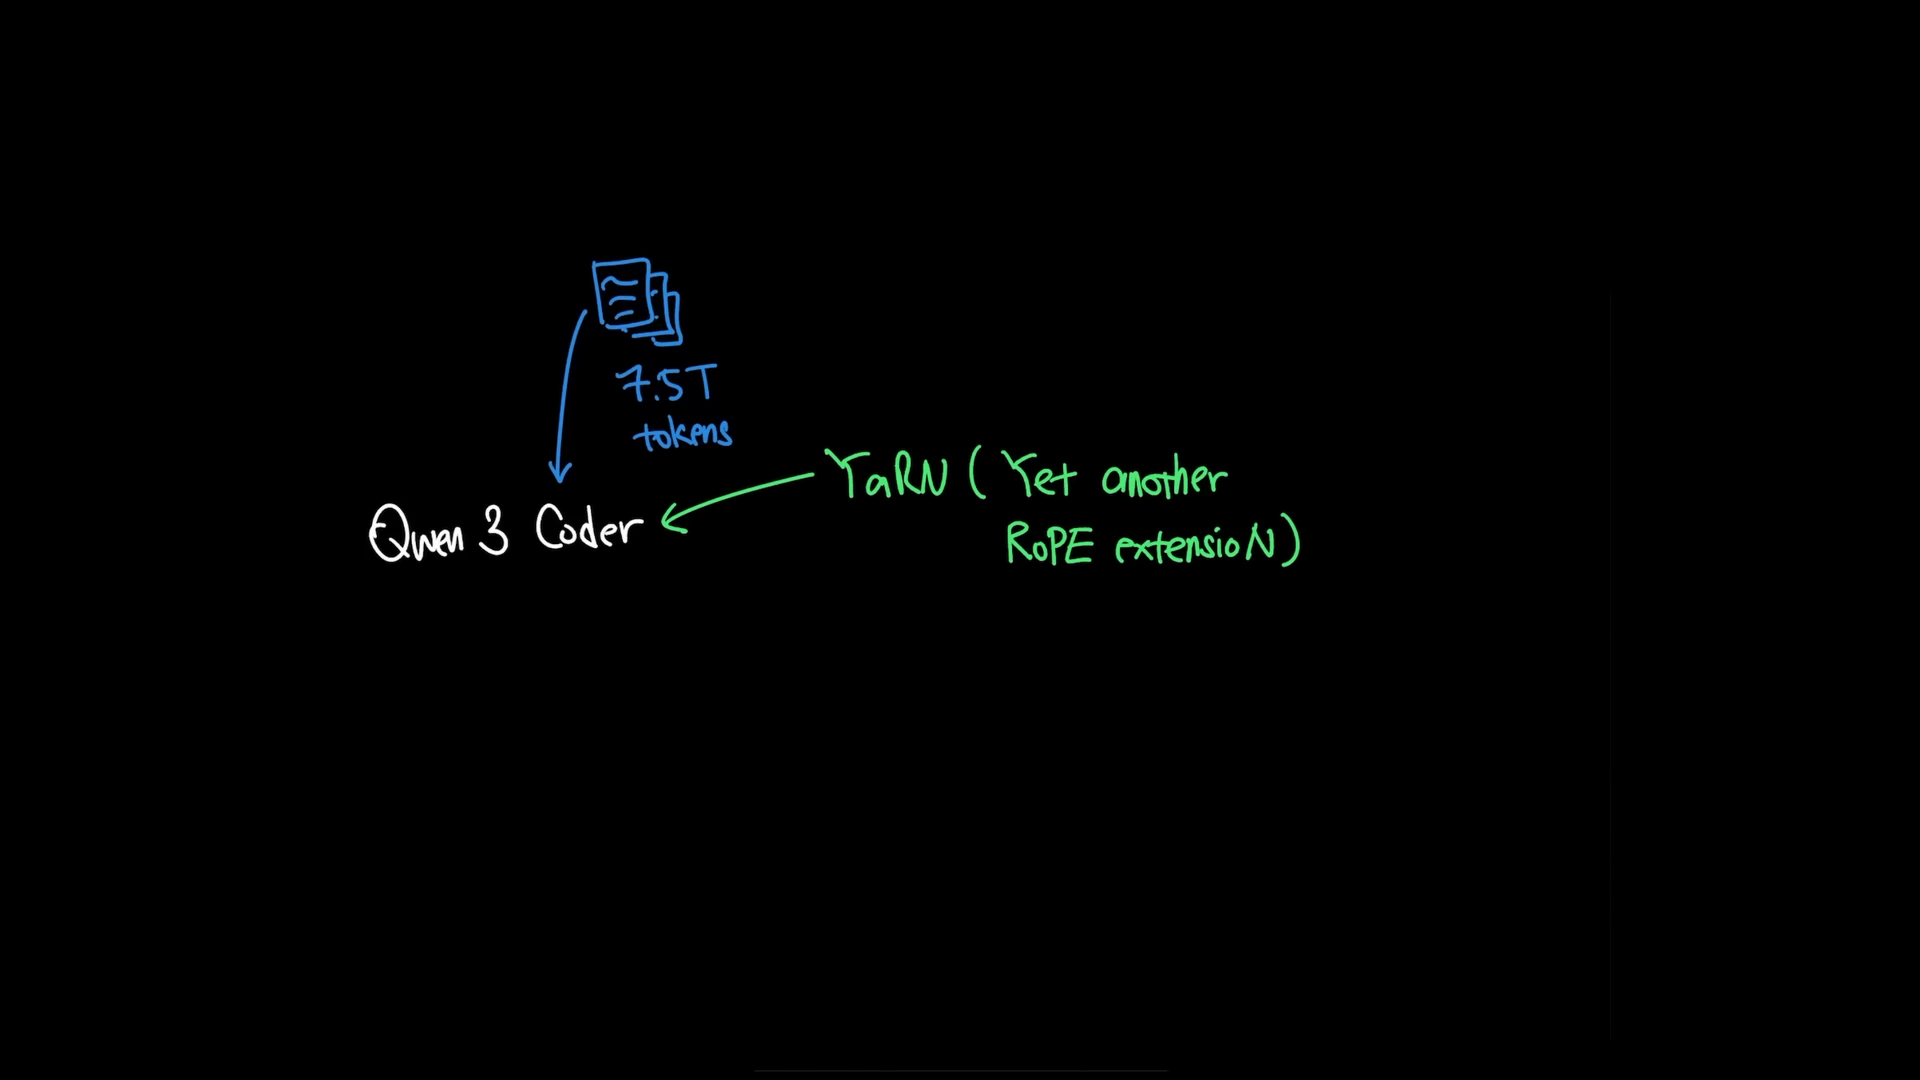 7.5T
tokens
YaRN ( Yet another
RoPE extensioN)
Qwen 3 Coder